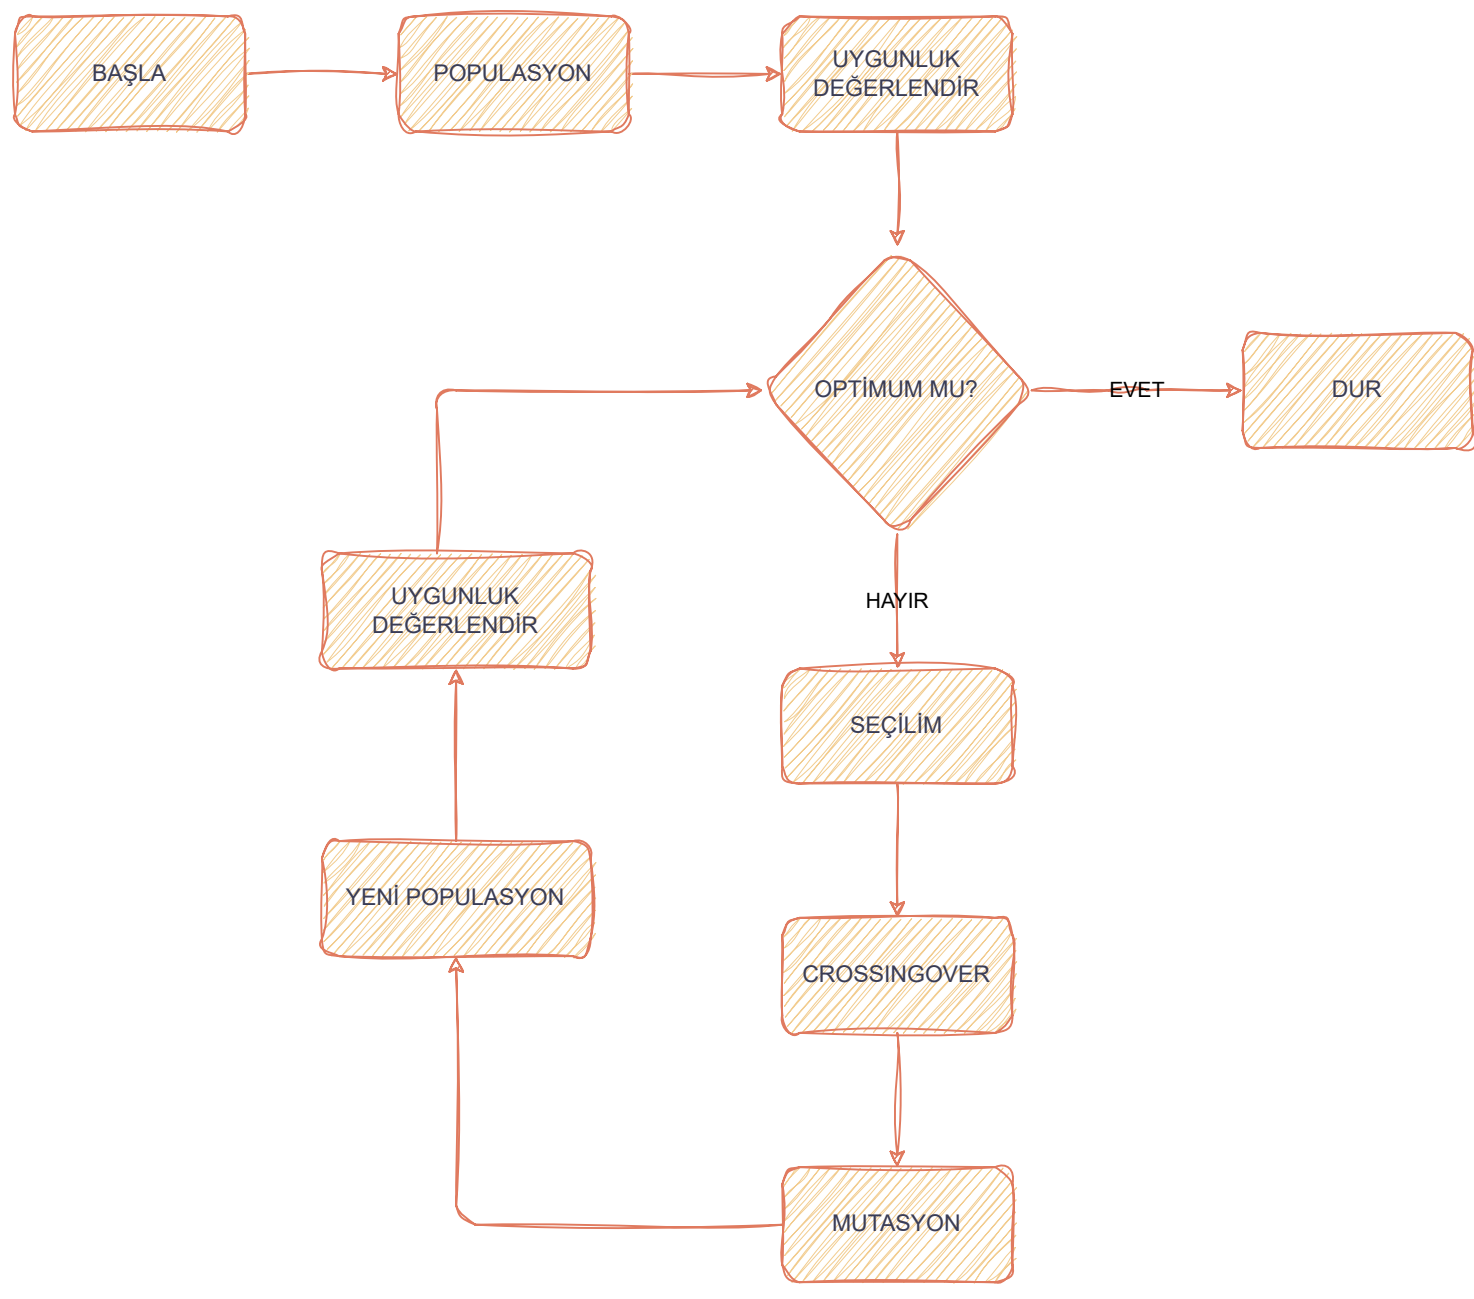 BAŞLA
POPULASYON
UYGUNLUK
DEĞERLENDİR
OPTİMUM MU?
EVET
DUR
HAYIR
SEÇİLİM
CROSSINGOVER
MUTASYON
YENİ POPULASYON
UYGUNLUK
DEĞERLENDİR